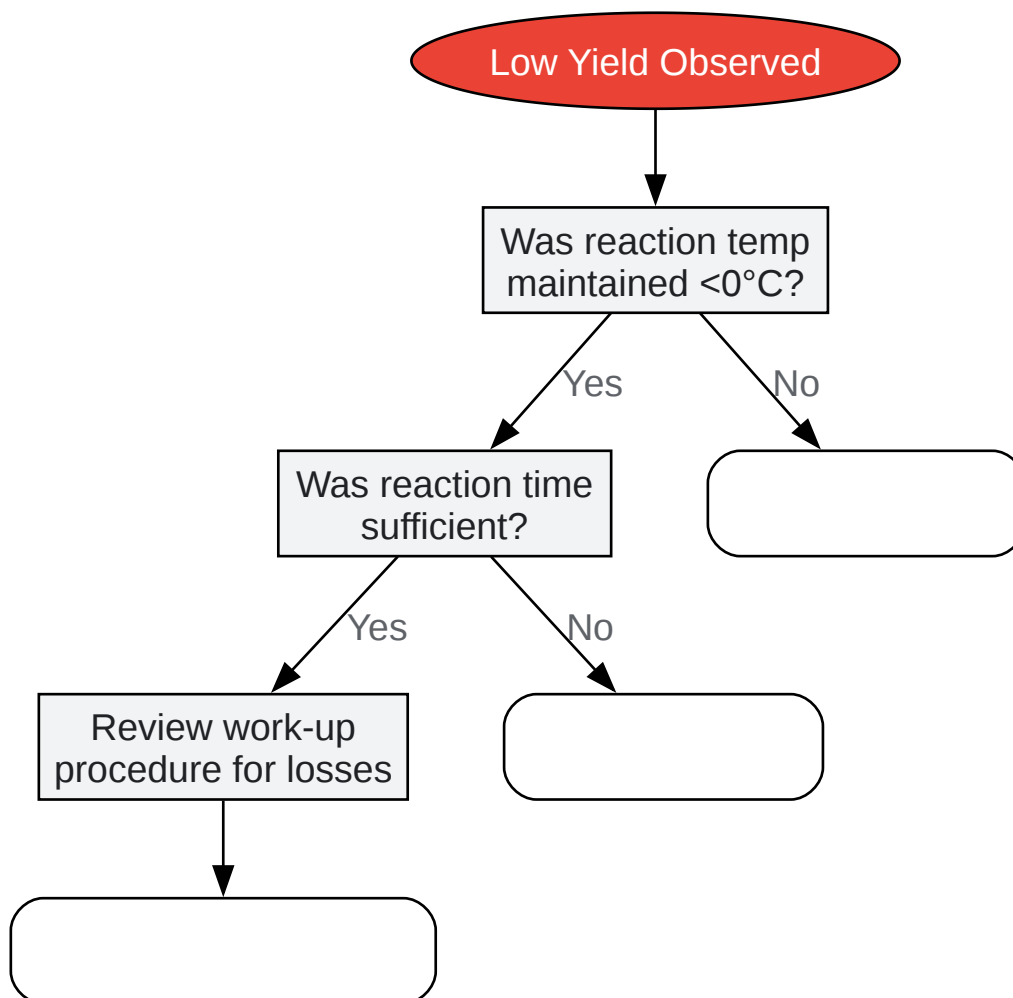 Low Yield Observed
Was reaction temp
maintained <0°C?
Yes
No
Was reaction time
sufficient?
Yes
No
Review work-up
procedure for losses